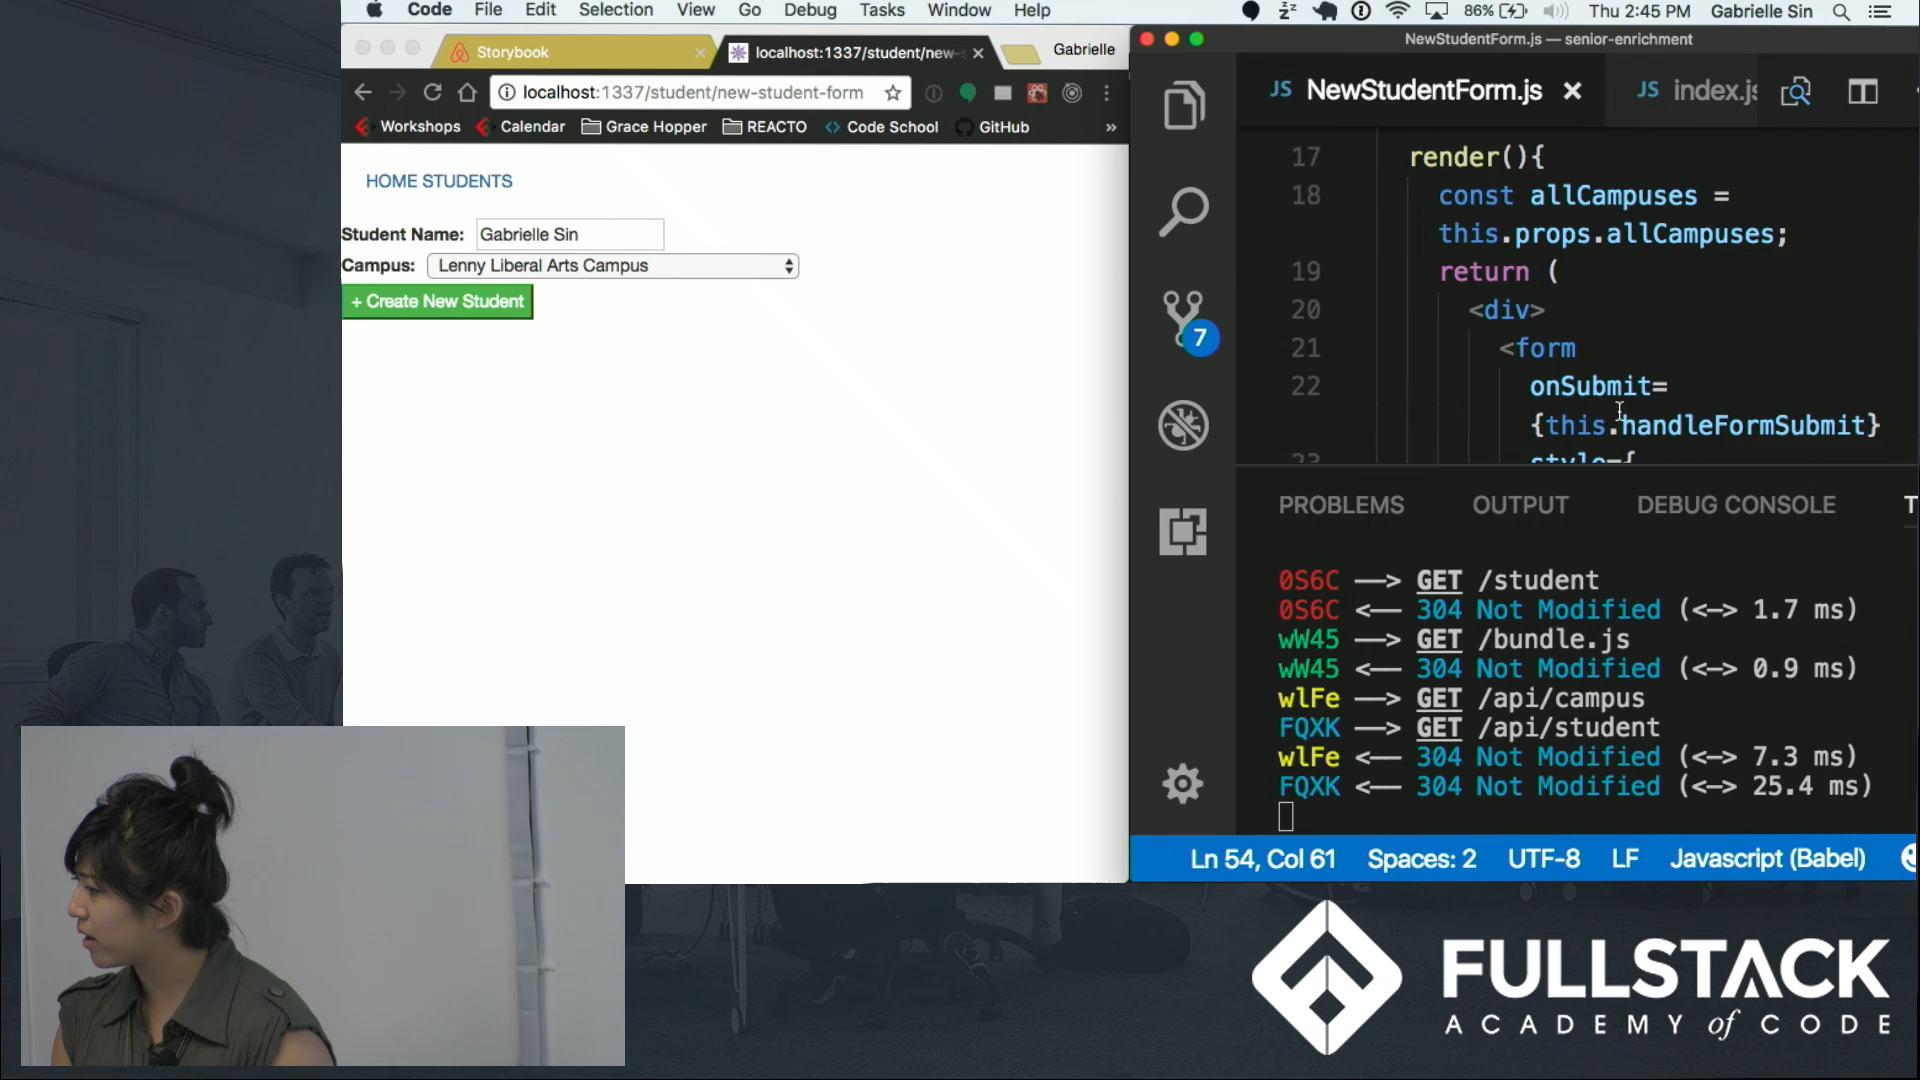 Code File Edit Selection View Go Debug Tasks Window Help
86% Thu 2:45 PM Gabrielle Sin
Storybook
localhost:1337/student/new-
Gabrielle
localhost:1337/student/new-student-form
Workshops Calendar Grace Hopper REACTO Code School GitHub »
HOME STUDENTS
Student Name: Gabrielle Sin
Campus: Lenny Liberal Arts Campus
+ Create New Student
NewStudentForm.js — senior-enrichment
JS NewStudentForm.js
JS index.js
17 render(){
18 const allCampuses =
this.props.allCampuses;
19 return (
20 <div>
21 <form
22 onSubmit=
{this.handleFormSubmit}
23 style={
7
PROBLEMS OUTPUT DEBUG CONSOLE T
0S6C —> GET /student
0S6C <— 304 Not Modified (<—> 1.7 ms)
wW45 —> GET /bundle.js
wW45 <— 304 Not Modified (<—> 0.9 ms)
wlFe —> GET /api/campus
FQXK —> GET /api/student
wlFe <— 304 Not Modified (<—> 7.3 ms)
FQXK <— 304 Not Modified (<—> 25.4 ms)
Ln 54, Col 61 Spaces: 2 UTF-8 LF Javascript (Babel)
FULLSTACK
ACADEMY of CODE